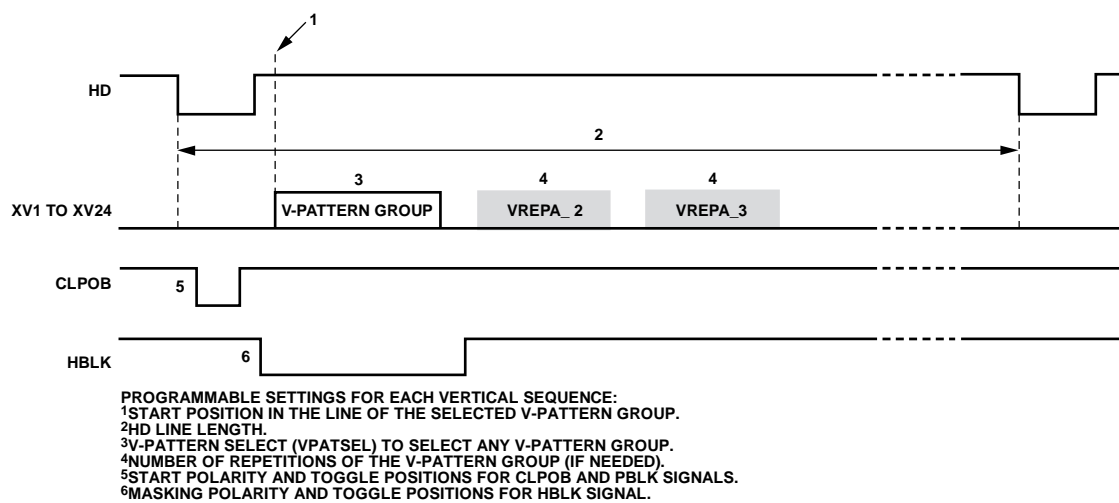 1
HD
2
3 4 4
XV1 TO XV24 V-PATTERN GROUP VREPA_ 2 VREPA_3
CLPOB 5
HBLK 6
PROGRAMMABLE SETTINGS FOR EACH VERTICAL SEQUENCE:
1START POSITION IN THE LINE OF THE SELECTED V-PATTERN GROUP.
2HD LINE LENGTH.
3V-PATTERN SELECT (VPATSEL) TO SELECT ANY V-PATTERN GROUP.
4NUMBER OF REPETITIONS OF THE V-PATTERN GROUP (IF NEEDED).
5START POLARITY AND TOGGLE POSITIONS FOR CLPOB AND PBLK SIGNALS.
6MASKING POLARITY AND TOGGLE POSITIONS FOR HBLK SIGNAL.